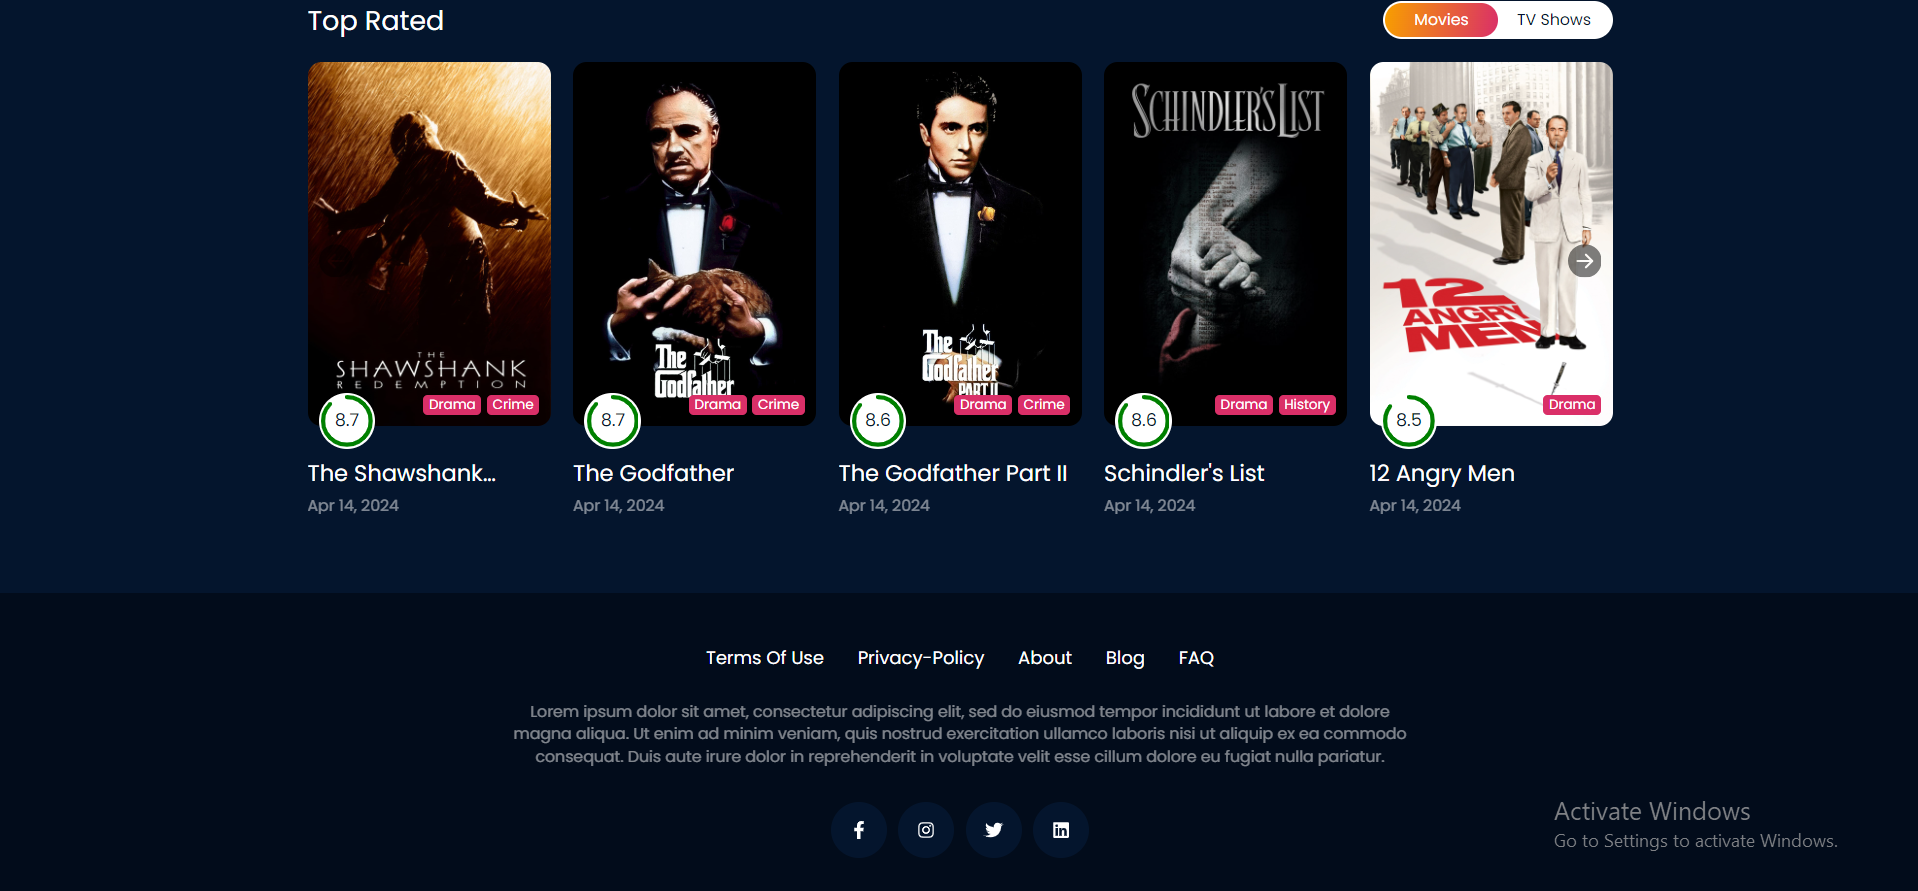 Top Rated
Movies
TV Shows
THE
SHAWSHANK
REDEMPTION
The
Godfather
The
Godfather
PART II
SCHINDLER'S LIST
12
ANGRY
MEN
8.7
Drama
Crime
8.7
Drama
Crime
8.6
Drama
Crime
8.6
Drama
History
8.5
Drama
The Shawshank...
The Godfather
The Godfather Part II
Schindler's List
12 Angry Men
Apr 14, 2024
Apr 14, 2024
Apr 14, 2024
Apr 14, 2024
Apr 14, 2024
Terms Of Use
Privacy-Policy
About
Blog
FAQ
Lorem ipsum dolor sit amet, consectetur adipiscing elit, sed do eiusmod tempor incididunt ut labore et dolore
magna aliqua. Ut enim ad minim veniam, quis nostrud exercitation ullamco laboris nisi ut aliquip ex ea commodo
consequat. Duis aute irure dolor in reprehenderit in voluptate velit esse cillum dolore eu fugiat nulla pariatur.
Activate Windows
Go to Settings to activate Windows.